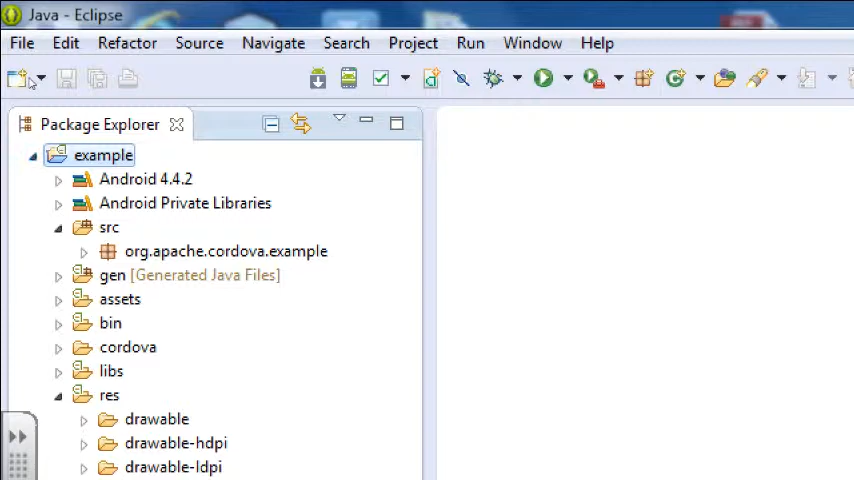 Java - Eclipse
File Edit Refactor Source Navigate Search Project Run Window Help
Package Explorer
example
Android 4.4.2
Android Private Libraries
src
org.apache.cordova.example
gen [Generated Java Files]
assets
bin
cordova
libs
res
drawable
drawable-hdpi
drawable-ldpi